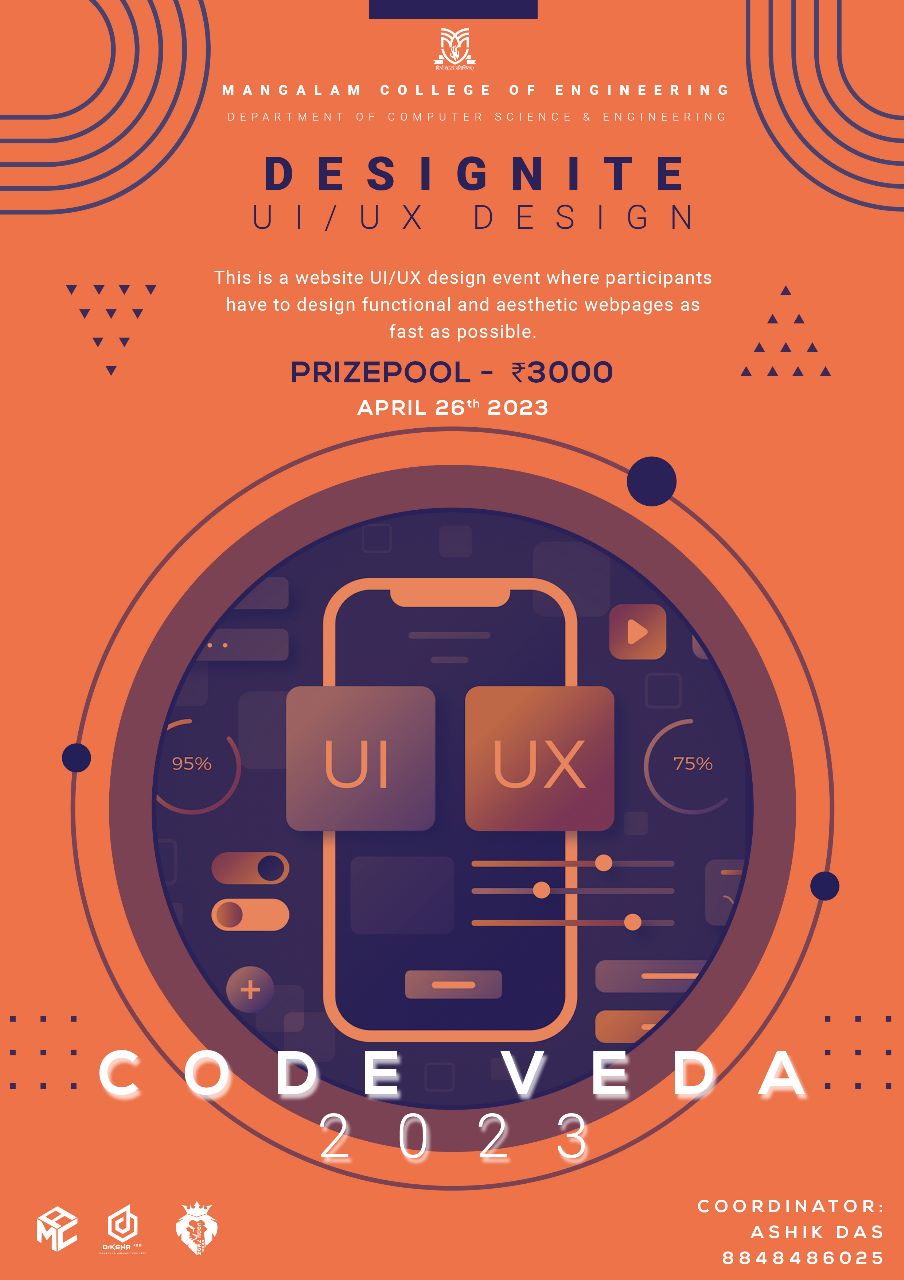 MANGALAM COLLEGE OF ENGINEERING
DEPARTMENT OF COMPUTER SCIENCE & ENGINEERING
DESIGNITE
UI/UX DESIGN
This is a website UI/UX design event where participants
have to design functional and aesthetic webpages as
fast as possible.
PRIZEPOOL - ₹3000
APRIL 26th 2023
UI UX
95% 75%
CODE VEDA
2023
COORDINATOR:
ASHIK DAS
8848486025